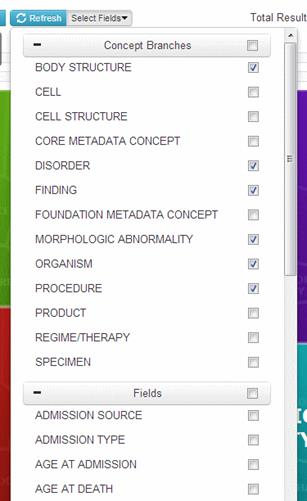 Refresh Select Fields Total Result
Concept Branches
BODY STRUCTURE
CELL
CELL STRUCTURE
CORE METADATA CONCEPT
DISORDER
FINDING
FOUNDATION METADATA CONCEPT
MORPHOLOGIC ABNORMALITY
ORGANISM
PROCEDURE
PRODUCT
REGIME/THERAPY
SPECIMEN
Fields
ADMISSION SOURCE
ADMISSION TYPE
AGE AT ADMISSION
AGE AT DEATH